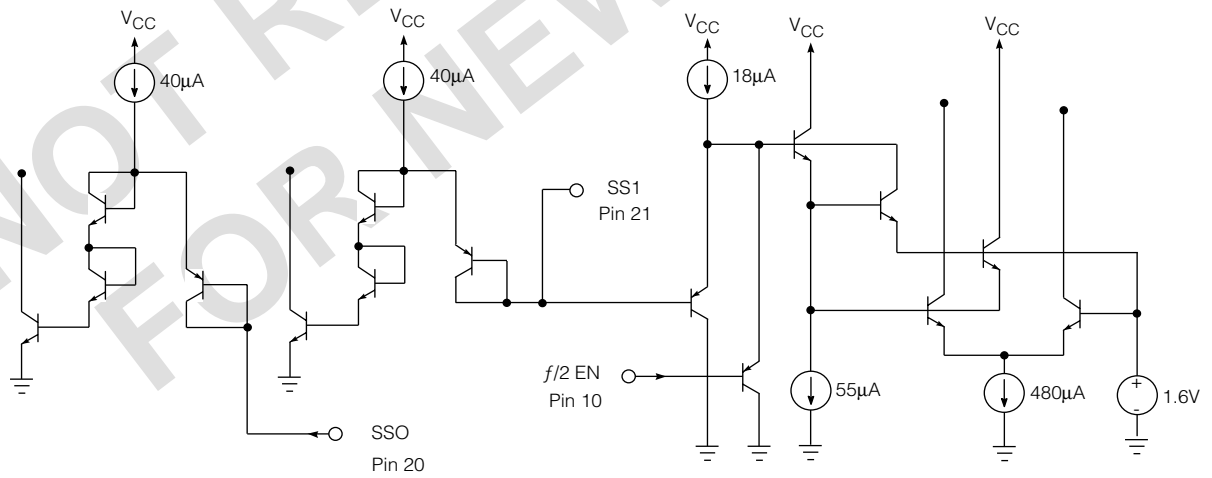 NOT R
FOR NEW
VCC
40µA
VCC
40µA
VCC
18µA
VCC
VCC
SS1
Pin 21
ƒ/2 EN
Pin 10
SSO
Pin 20
55µA
480µA
+
-
1.6V